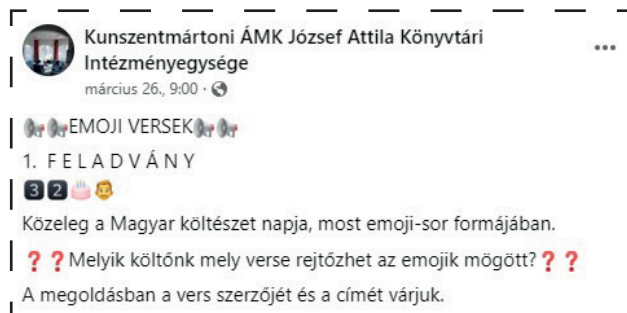 Kunszentmártoni ÁMK József Attila Könyvtári
Intézményegysége
március 26., 9:00 ·
EMOJI VERSEK
1. F E L A D V Á N Y
3 2
Közeleg a Magyar költészet napja, most emoji-sor formájában.
❓❓Melyik költőnk mely verse rejtőzhet az emojik mögött?❓❓
A megoldásban a vers szerzőjét és a címét várjuk.